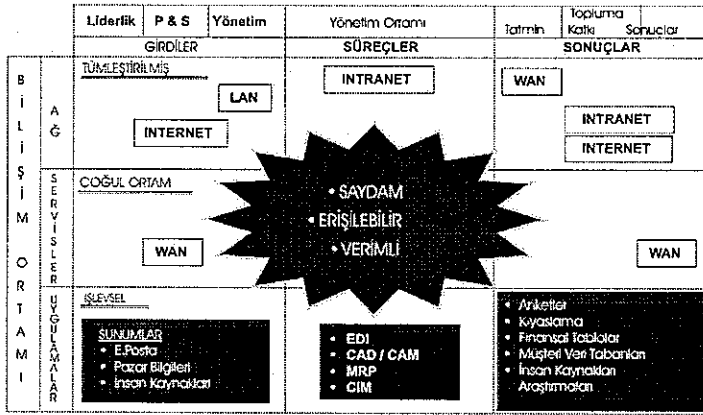 Liderlik P & S Yönetim Yönetim Ortamı Tatmin Topluma Katkı Sonuçlar
GİRDİLER SÜREÇLER SONUÇLAR
BİLİŞİM ORTAMI
AĞ
TÜMLEŞTİRİLMİŞ
LAN
INTERNET
INTRANET
WAN
INTRANET
INTERNET
SERVİSLER
ÇOĞUL ORTAM
WAN
• SAYDAM
• ERİŞİLEBİLİR
• VERİMLİ
WAN
UYGULAMALAR
İŞLEVSEL
SUNUMLAR
• E.Posta
• Pazar Bilgileri
• İnsan Kaynakları
• EDI
• CAD / CAM
• MRP
• CIM
• Anketler
• Kıyaslama
• Finansal Tablolar
• Müşteri Veri Tabanları
• İnsan Kaynakları
Araştırmaları